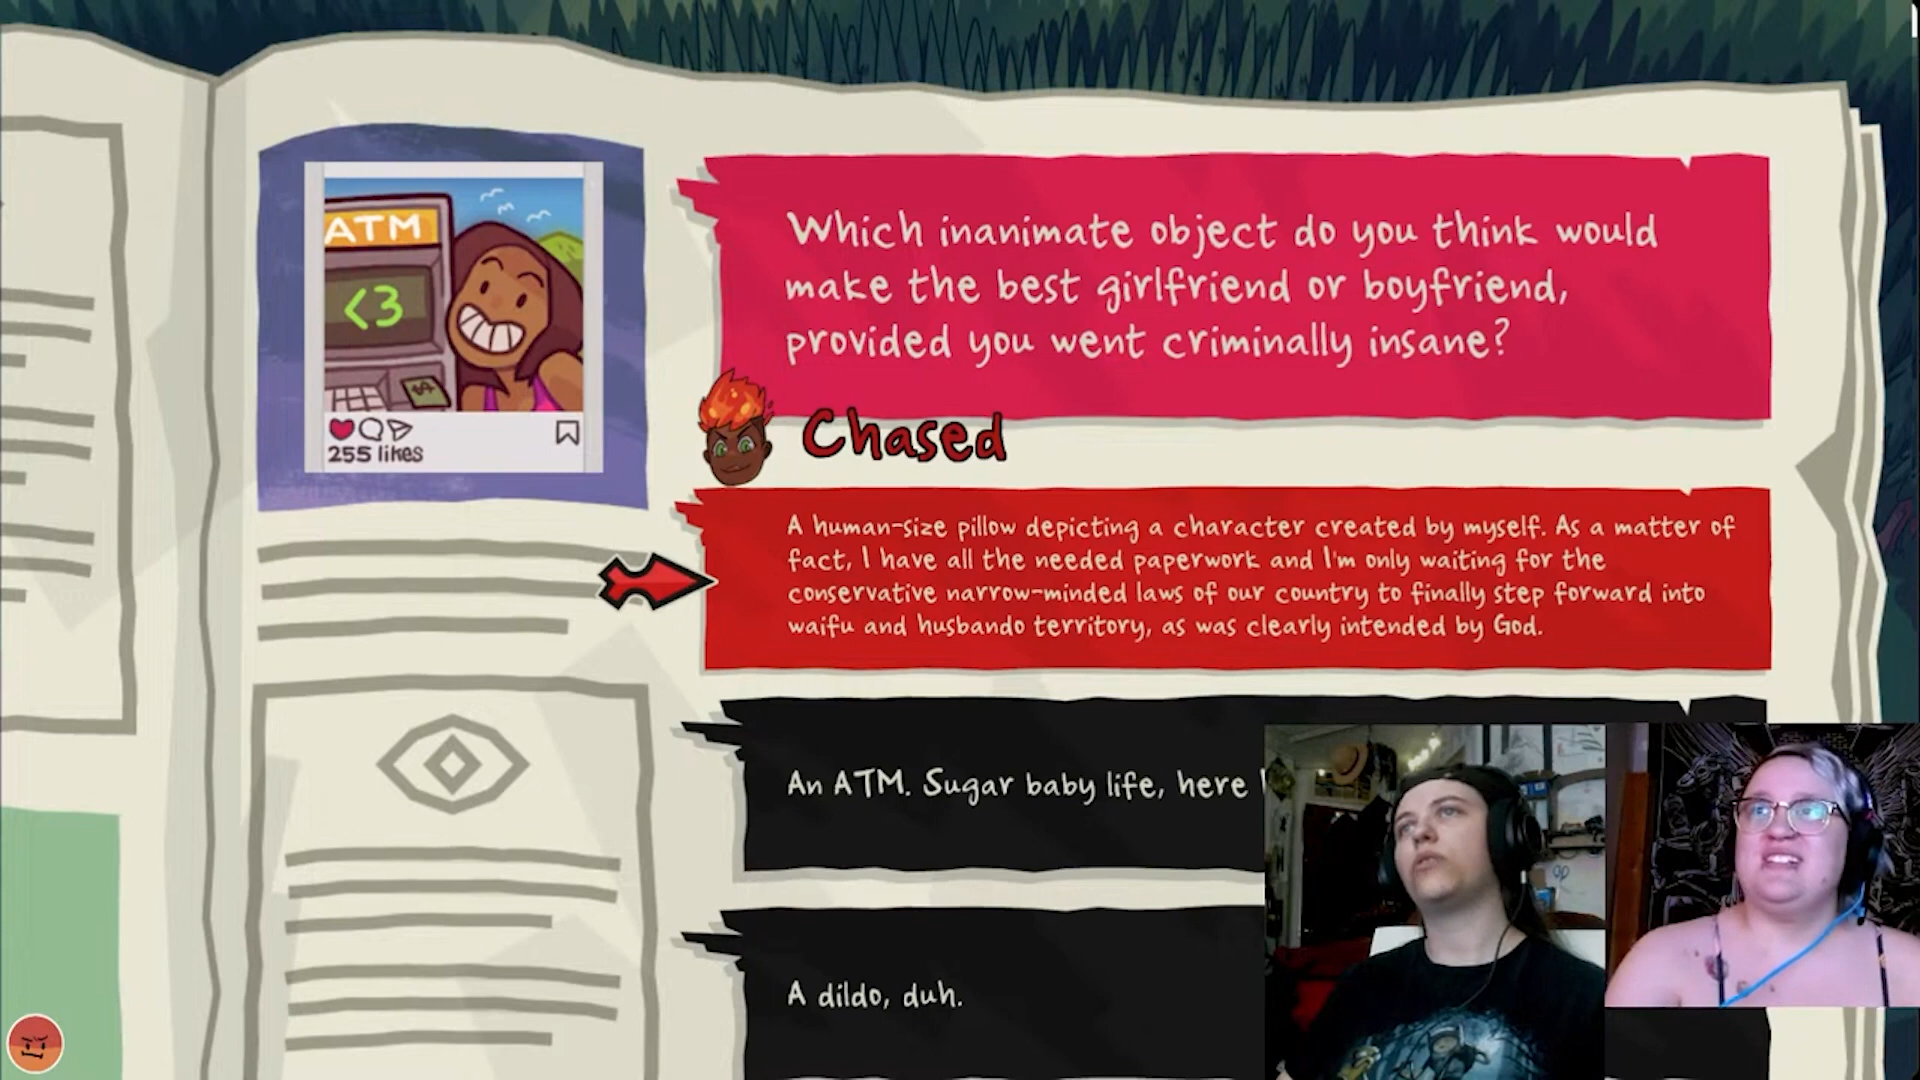 ATM
<3
255 likes
Which inanimate object do you think would
make the best girlfriend or boyfriend,
provided you went criminally insane?
Chased
A human-size pillow depicting a character created by myself. As a matter of
fact, I have all the needed paperwork and I'm only waiting for the
conservative narrow-minded laws of our country to finally step forward into
waifu and husbando territory, as was clearly intended by God.
An ATM. Sugar baby life, here
A dildo, duh.